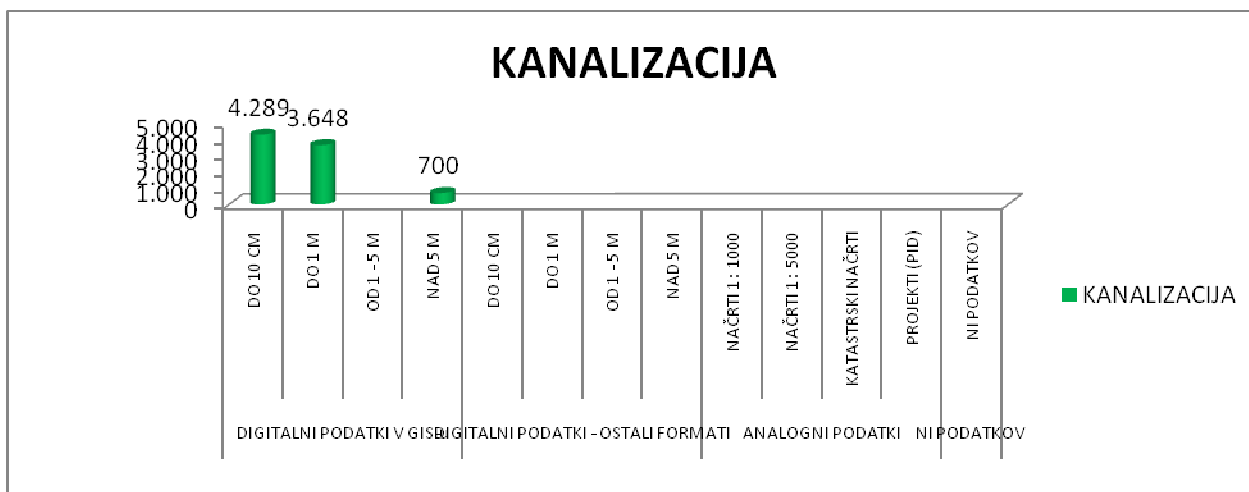 KANALIZACIJA
4.289
3.648
700
5.000
4.000
3.000
2.000
1.000
0
DO 10 CM
DO 1 M
OD 1 - 5 M
NAD 5 M
DO 10 CM
DO 1 M
OD 1 - 5 M
NAD 5 M
NAČRTI 1 : 1000
NAČRTI 1 : 5000
KATASTRSKI NAČRTI
PROJEKTI (PID)
NI PODATKOV
DIGITALNI PODATKI V GISU
DIGITALNI PODATKI - OSTALI FORMATI
ANALOGNI PODATKI
NI PODATKOV
KANALIZACIJA